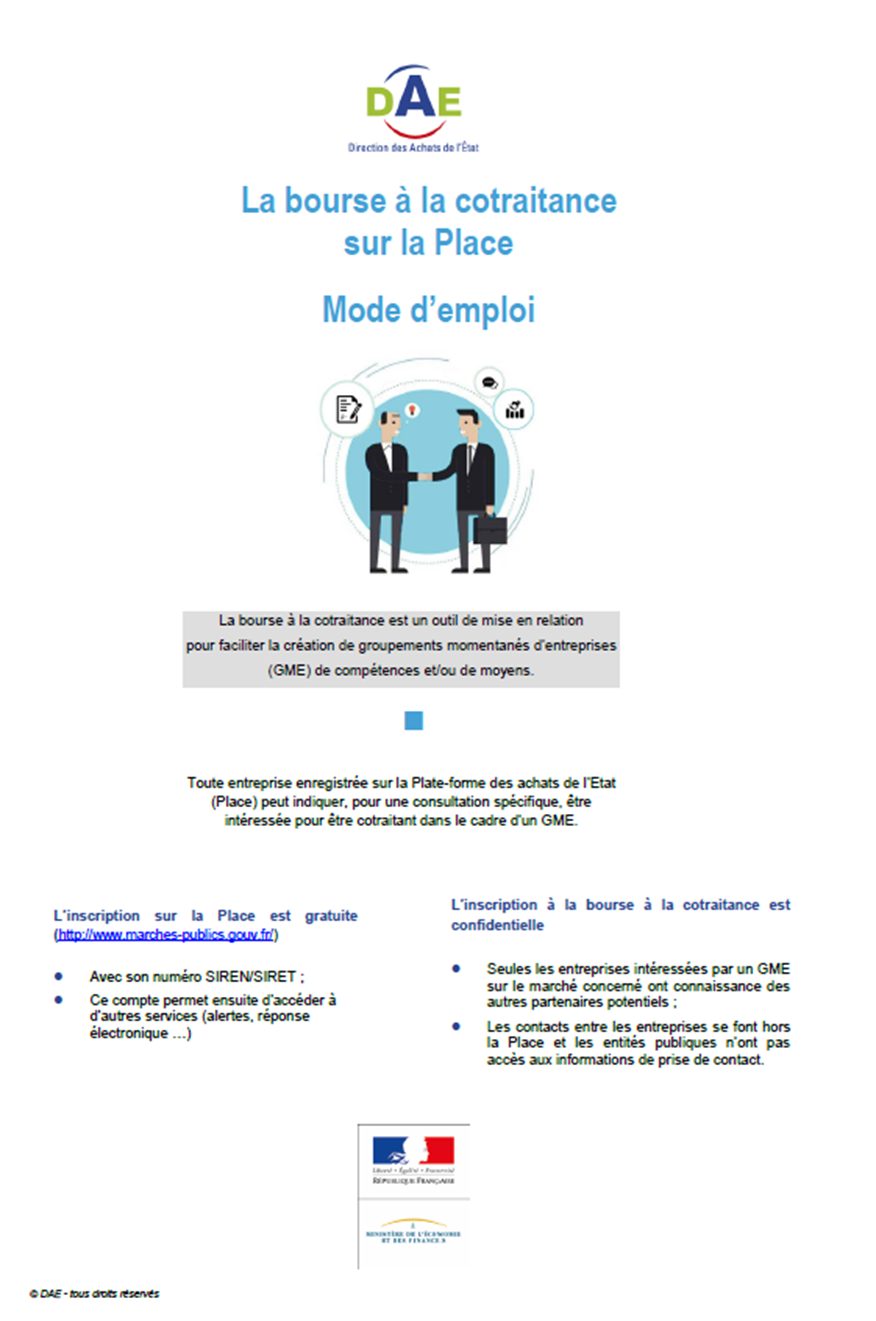 DAE
Direction des Achats de l'État
La bourse à la cotraitance
sur la Place
Mode d'emploi
La bourse à la cotraitance est un outil de mise en relation
pour faciliter la création de groupements momentanés d'entreprises
(GME) de compétences et/ou de moyens.
Toute entreprise enregistrée sur la Plate-forme des achats de l'Etat
(Place) peut indiquer, pour une consultation spécifique, être
intéressée pour être cotraitant dans le cadre d'un GME.
L'inscription sur la Place est gratuite
(http://www.marches-publics.gouv.fr/)
• Avec son numéro SIREN/SIRET ;
• Ce compte permet ensuite d'accéder à
d'autres services (alertes, réponse
électronique …)
L'inscription à la bourse à la cotraitance est
confidentielle
• Seules les entreprises intéressées par un GME
sur le marché concerné ont connaissance des
autres partenaires potentiels ;
• Les contacts entre les entreprises se font hors
la Place et les entités publiques n'ont pas
accès aux informations de prise de contact.
Liberté • Égalité • Fraternité
RÉPUBLIQUE FRANÇAISE
MINISTÈRE DE L'ÉCONOMIE
ET DES FINANCES
© DAE - tous droits réservés